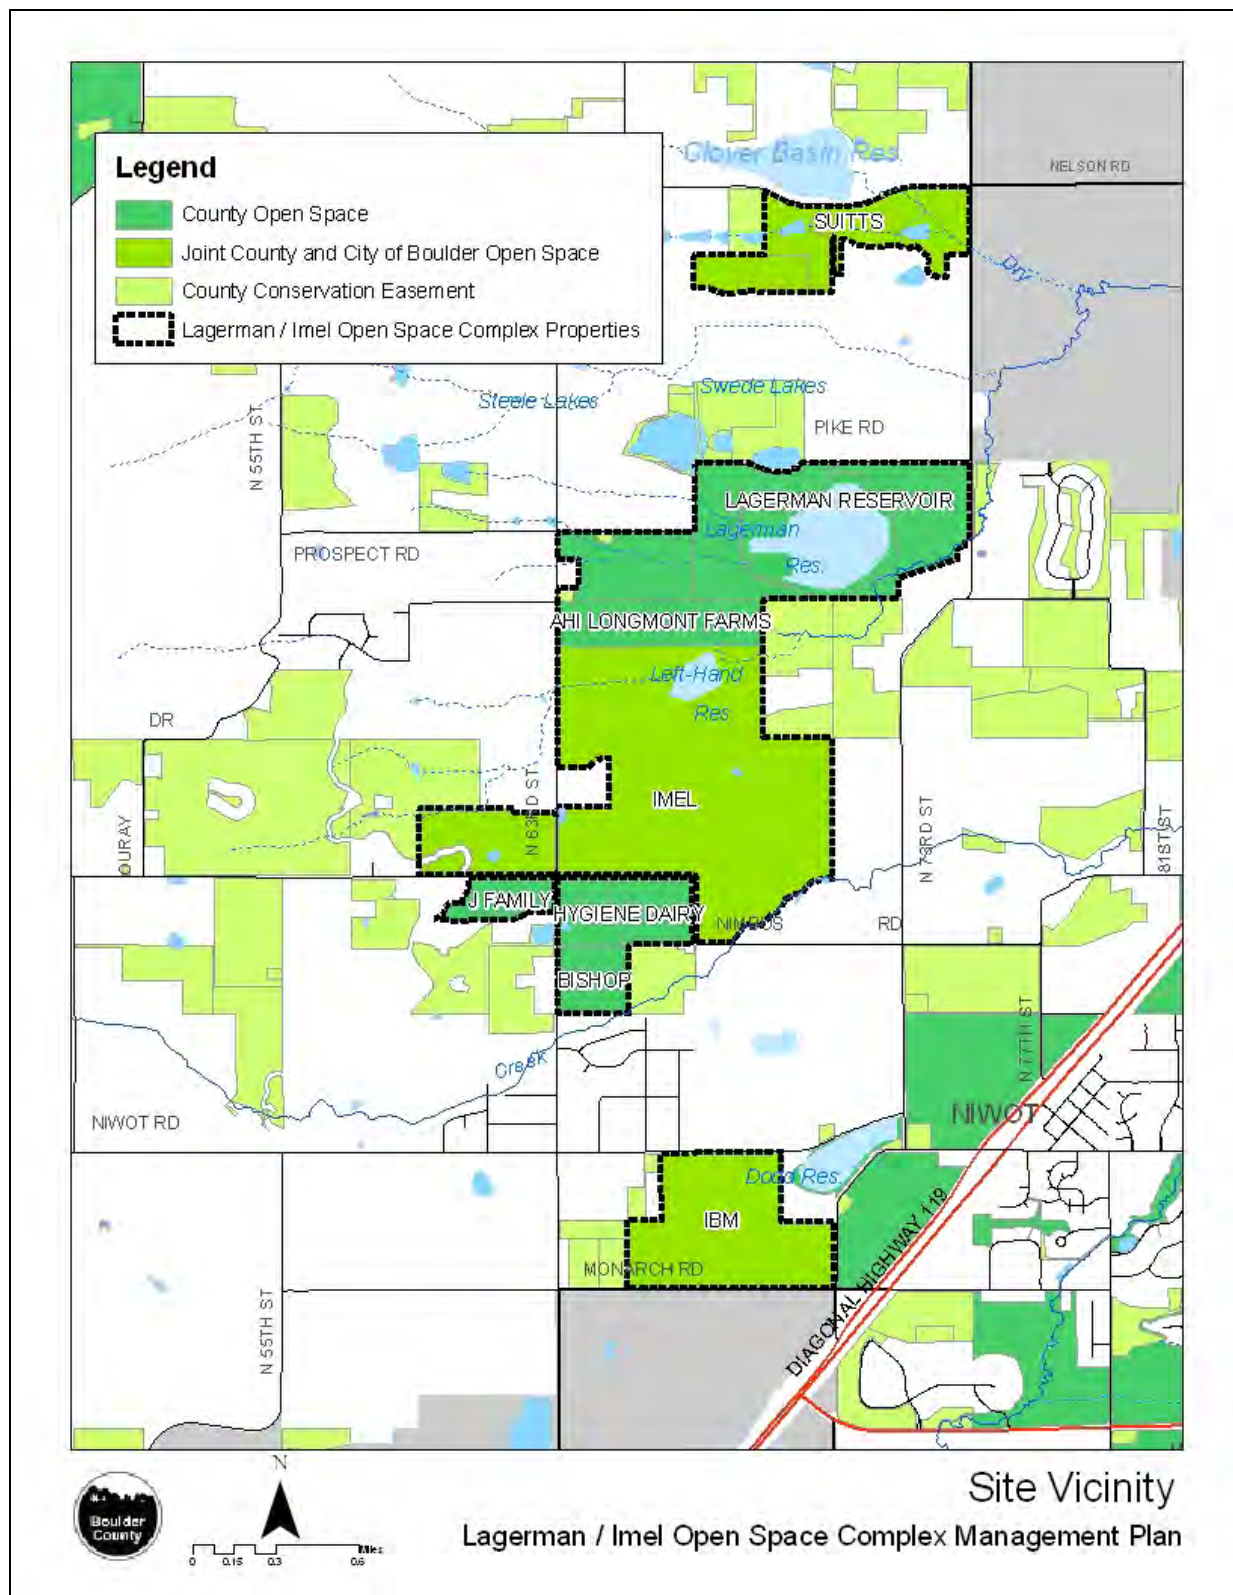 Glover Basin Res.
NELSON RD
Legend
County Open Space
Joint County and City of Boulder Open Space
County Conservation Easement
Lagerman / Imel Open Space Complex Properties
SUITTS
Dry
Swede Lakes
Steele Lakes
PIKE RD
N 55TH ST
LAGERMAN RESERVOIR
Lagerman
Res.
PROSPECT RD
AHI LONGMONT FARMS
Left-Hand
Res
DR
IMEL
N 63RD ST
OURAY
N 73RD ST
81ST ST
J FAMILY
HYGIENE DAIRY
NIMBUS
RD
BISHOP
N 77TH ST
Creek
NIWOT RD
NIWOT
Dodd Res.
IBM
MONARCH RD
DIAGONAL HIGHWAY 119
N 55TH ST
N
Boulder
County
Miles
0 0.15 0.3 0.6
Site Vicinity
Lagerman / Imel Open Space Complex Management Plan